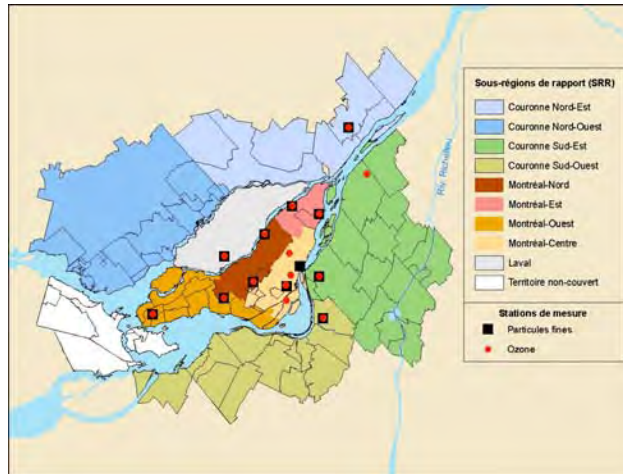 Sous-régions de rapport (SRR)
Couronne Nord-Est
Couronne Nord-Ouest
Couronne Sud-Est
Couronne Sud-Ouest
Montréal-Nord
Montréal-Est
Montréal-Ouest
Montréal-Centre
Laval
Territoire non-couvert
Stations de mesure
Particules fines
Ozone
Riv. Richelieu